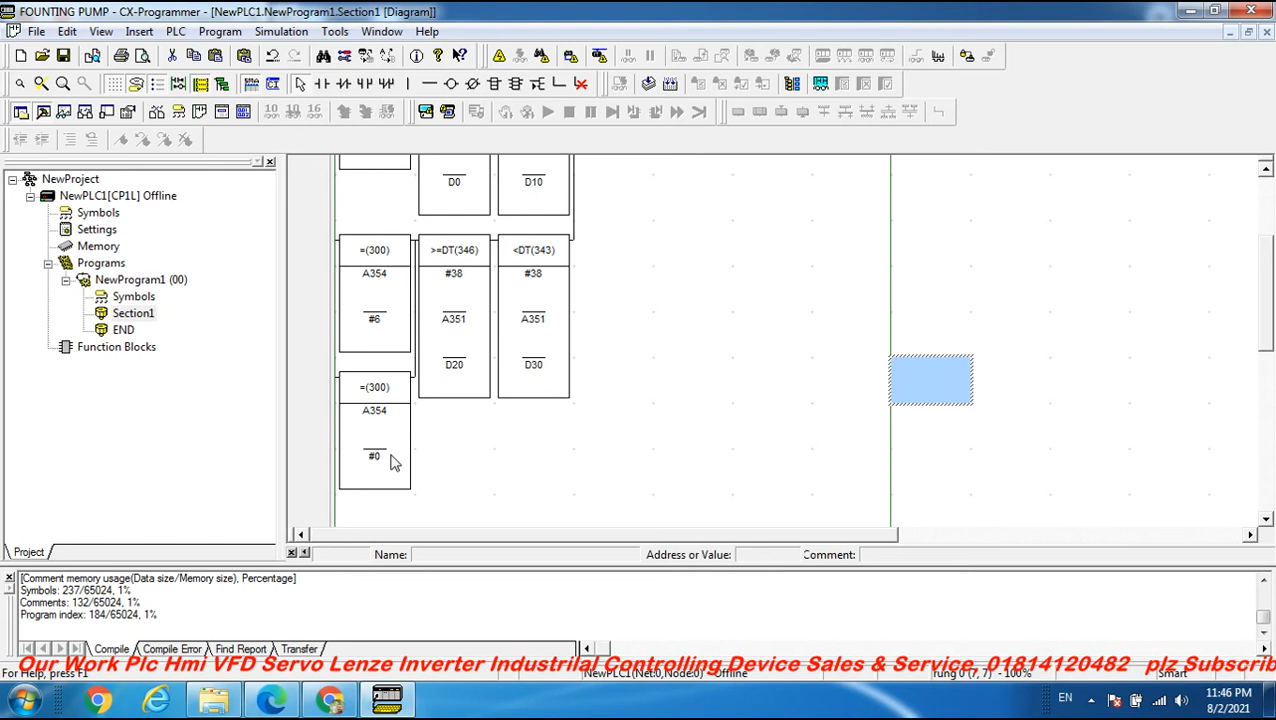 FOUNTING PUMP - CX-Programmer - [NewPLC1.NewProgram1.Section1 [Diagram]]
File Edit View Insert PLC Program Simulation Tools Window Help
10 10 16
NewProject
NewPLC1[CP1L] Offline
Symbols
Settings
Memory
Programs
NewProgram1 (00)
Symbols
Section1
END
Function Blocks
Project
D0 D10
=(300) >=DT(346) <DT(343)
A354 #38 #38
#6 A351 A351
D20 D30
=(300)
A354
#0
Name: Address or Value: Comment:
[Comment memory usage(Data size/Memory size), Percentage]
Symbols: 237/65024, 1%
Comments: 132/65024, 1%
Program index: 184/65024, 1%
Compile Compile Error Find Report Transfer
Our Work Plc Hmi VFD Servo Lenze Inverter Industrilal Controlling Device Sales & Service, 01814120482 plz Subscrib
For Help, press F1 NewPLC1(Net:0,Node:0) - Offline rung 0 (7, 7) - 100% Smart
EN 11:46 PM
8/2/2021